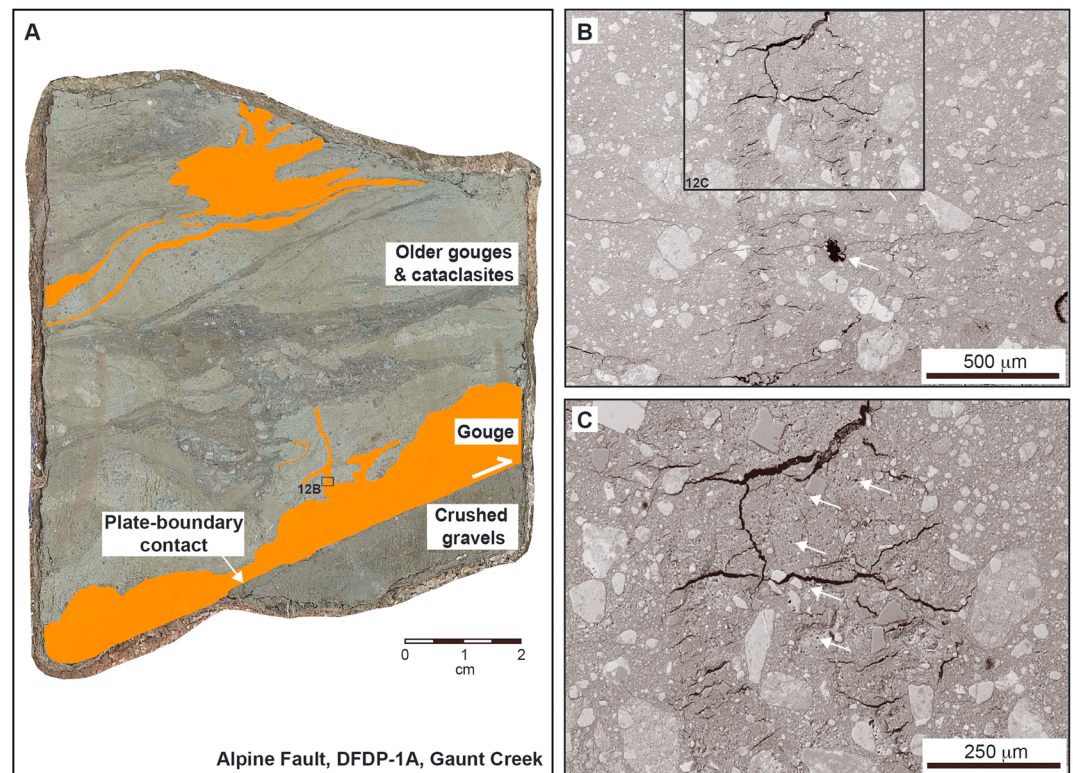 A
Older gouges
& cataclasites
Gouge
12B
Plate-boundary
contact
Crushed
gravels
0 1 2
cm
Alpine Fault, DFDP-1A, Gaunt Creek
B
12C
500 µm
C
250 µm